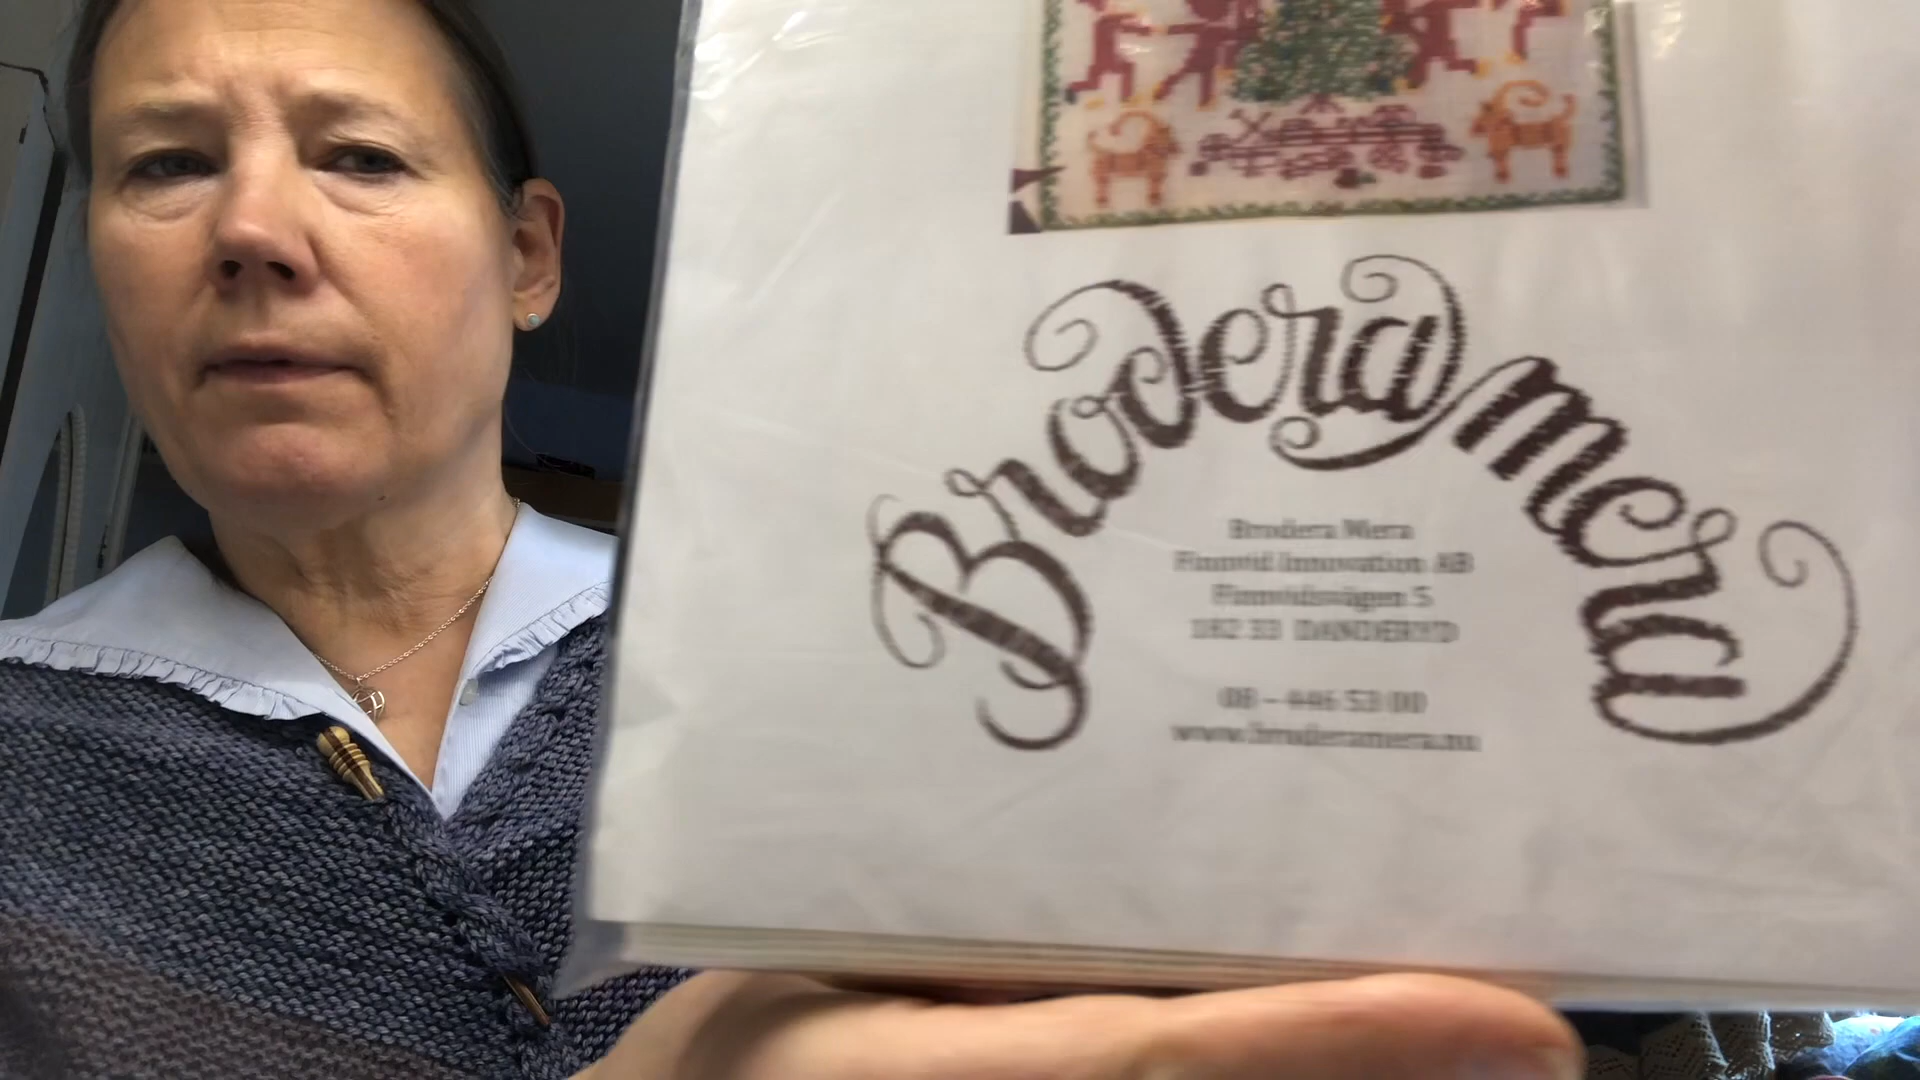 Brodera mera
Brodera Mera
Finnvid Innovation AB
Finnvidsvägen 5
182 33 DANDERYD
08 – 446 53 00
www.broderamera.nu